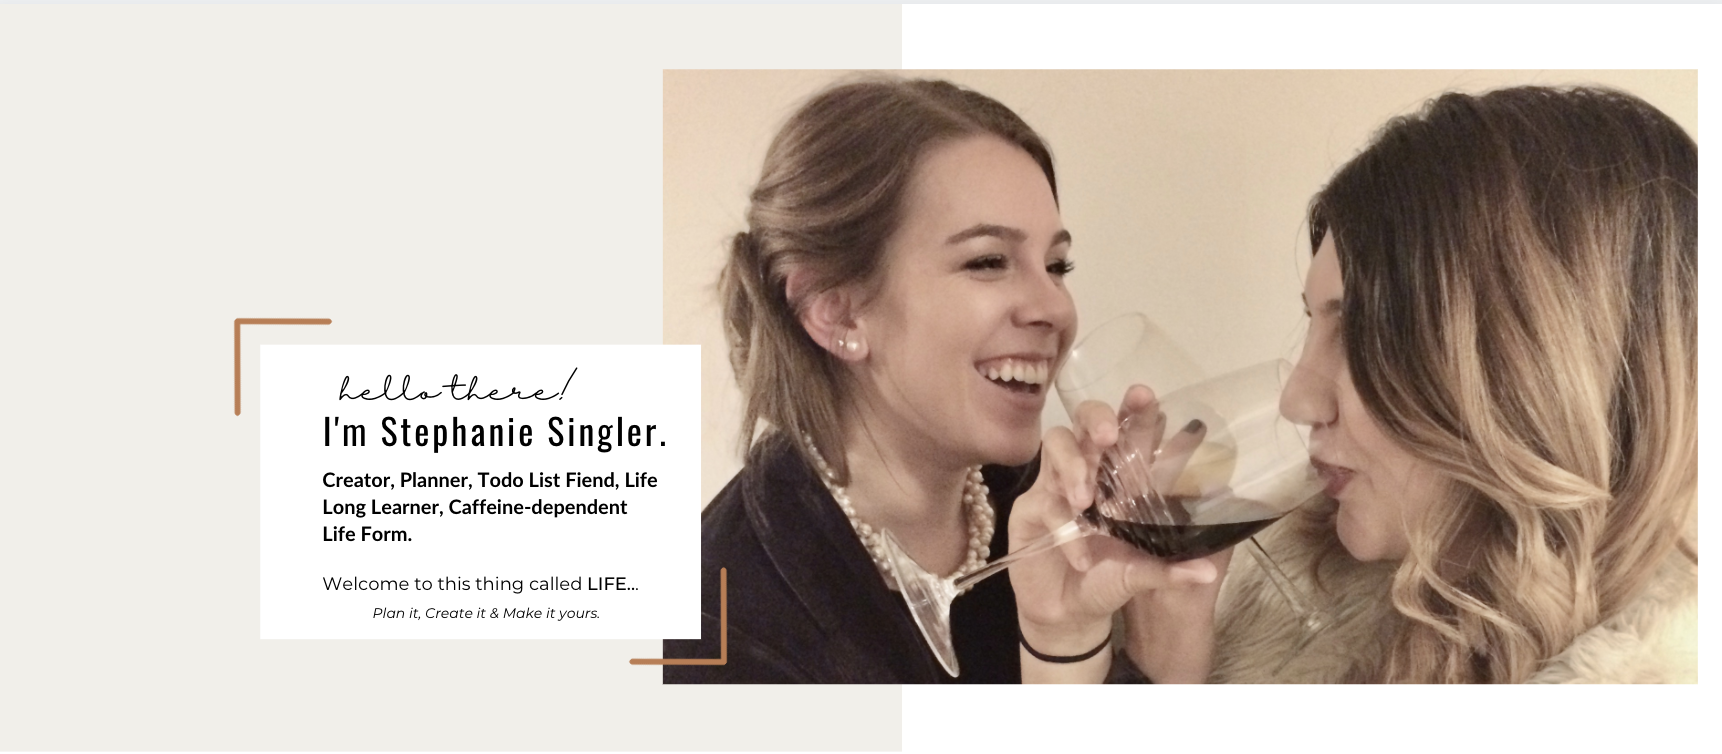 hello there!
I'm Stephanie Singler.
Creator, Planner, Todo List Fiend, Life
Long Learner, Caffeine-dependent
Life Form.
Welcome to this thing called LIFE...
Plan it, Create it & Make it yours.